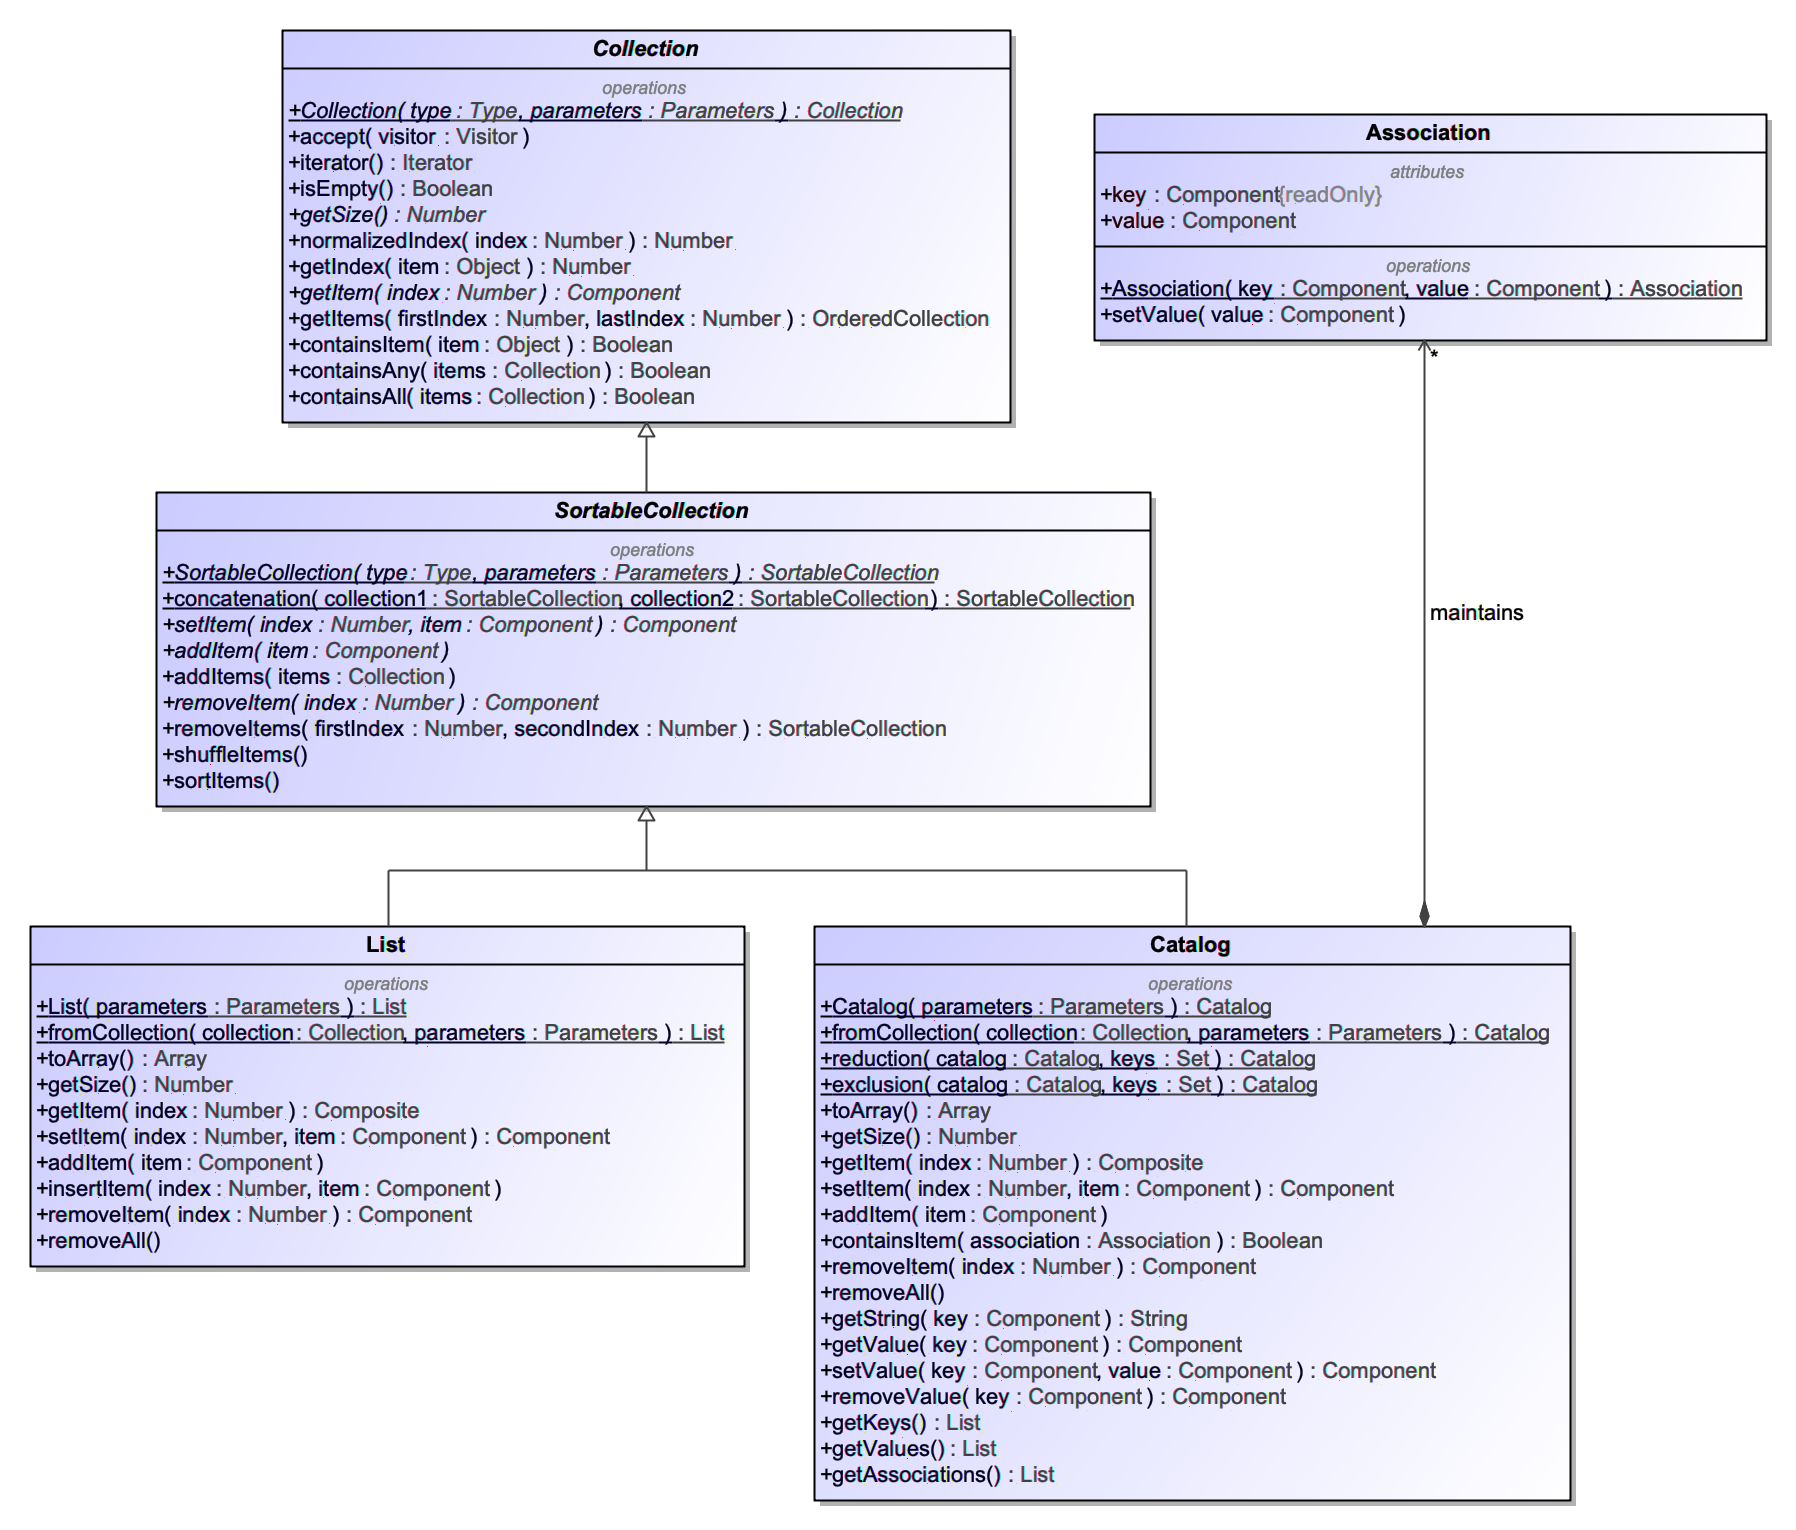 Collection
operations
+Collection( type : Type, parameters : Parameters ) : Collection
+accept( visitor : Visitor )
+iterator() : Iterator
+isEmpty() : Boolean
+getSize() : Number
+normalizedIndex( index : Number ) : Number
+getIndex( item : Object ) : Number
+getItem( index : Number ) : Component
+getItems( firstIndex : Number, lastIndex : Number ) : OrderedCollection
+containsItem( item : Object ) : Boolean
+containsAny( items : Collection ) : Boolean
+containsAll( items : Collection ) : Boolean
Association
attributes
+key : Component{readOnly}
+value : Component
operations
+Association( key : Component, value : Component ) : Association
+setValue( value : Component )
*
maintains
SortableCollection
operations
+SortableCollection( type : Type, parameters : Parameters ) : SortableCollection
+concatenation( collection1 : SortableCollection, collection2 : SortableCollection ) : SortableCollection
+setItem( index : Number, item : Component ) : Component
+addItem( item : Component )
+addItems( items : Collection )
+removeItem( index : Number ) : Component
+removeItems( firstIndex : Number, secondIndex : Number ) : SortableCollection
+shuffleItems()
+sortItems()
List
operations
+List( parameters : Parameters ) : List
+fromCollection( collection : Collection, parameters : Parameters ) : List
+toArray() : Array
+getSize() : Number
+getItem( index : Number ) : Composite
+setItem( index : Number, item : Component ) : Component
+addItem( item : Component )
+insertItem( index : Number, item : Component )
+removeItem( index : Number ) : Component
+removeAll()
Catalog
operations
+Catalog( parameters : Parameters ) : Catalog
+fromCollection( collection : Collection, parameters : Parameters ) : Catalog
+reduction( catalog : Catalog, keys : Set ) : Catalog
+exclusion( catalog : Catalog, keys : Set ) : Catalog
+toArray() : Array
+getSize() : Number
+getItem( index : Number ) : Composite
+setItem( index : Number, item : Component ) : Component
+addItem( item : Component )
+containsItem( association : Association ) : Boolean
+removeItem( index : Number ) : Component
+removeAll()
+getString( key : Component ) : String
+getValue( key : Component ) : Component
+setValue( key : Component, value : Component ) : Component
+removeValue( key : Component ) : Component
+getKeys() : List
+getValues() : List
+getAssociations() : List